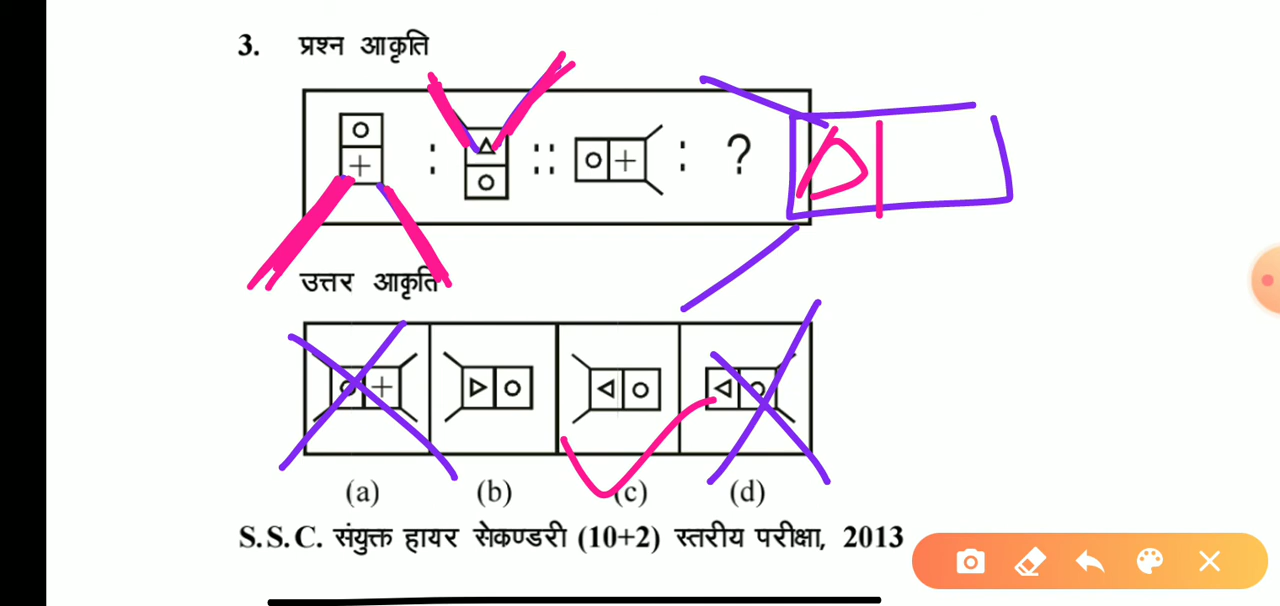 3. प्रश्न आकृति
: :: : ?
उत्तर आकृति
(a) (b) (c) (d)
S.S.C. संयुक्त हायर सेकण्डरी (10+2) स्तरीय परीक्षा, 2013